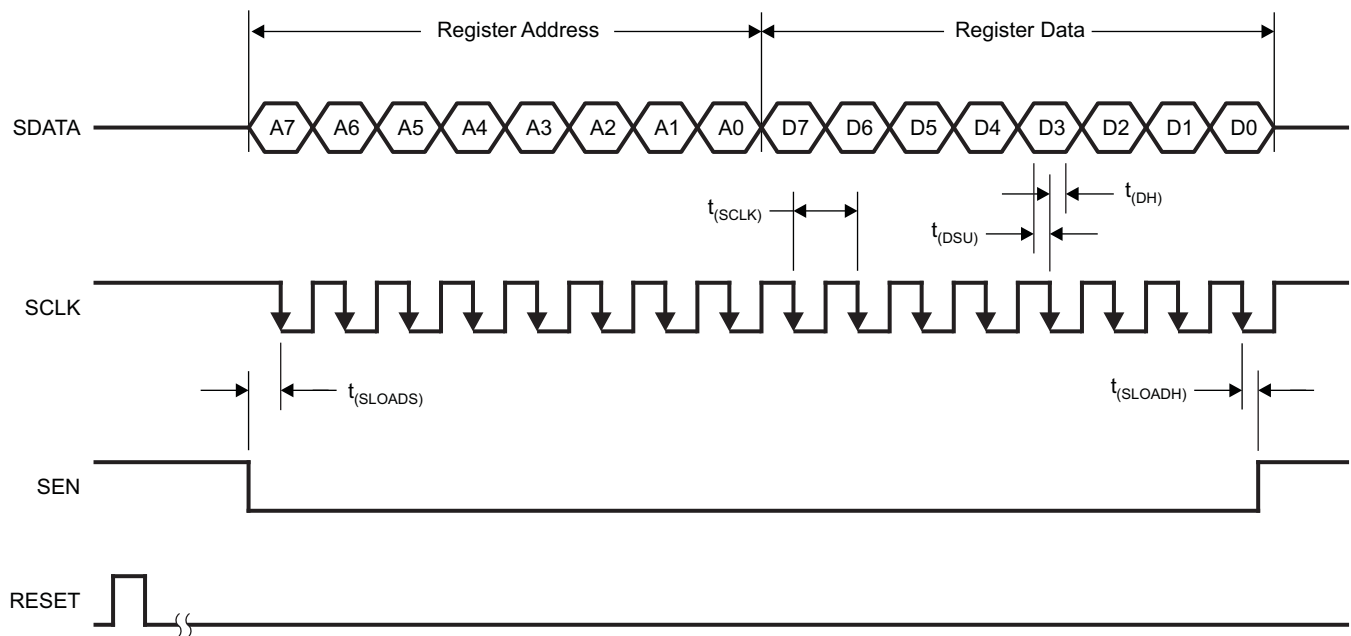 Register Address Register Data
SDATA A7 A6 A5 A4 A3 A2 A1 A0 D7 D6 D5 D4 D3 D2 D1 D0
t(DH)
t(SCLK)
t(DSU)
SCLK
t(SLOADS) t(SLOADH)
SEN
RESET